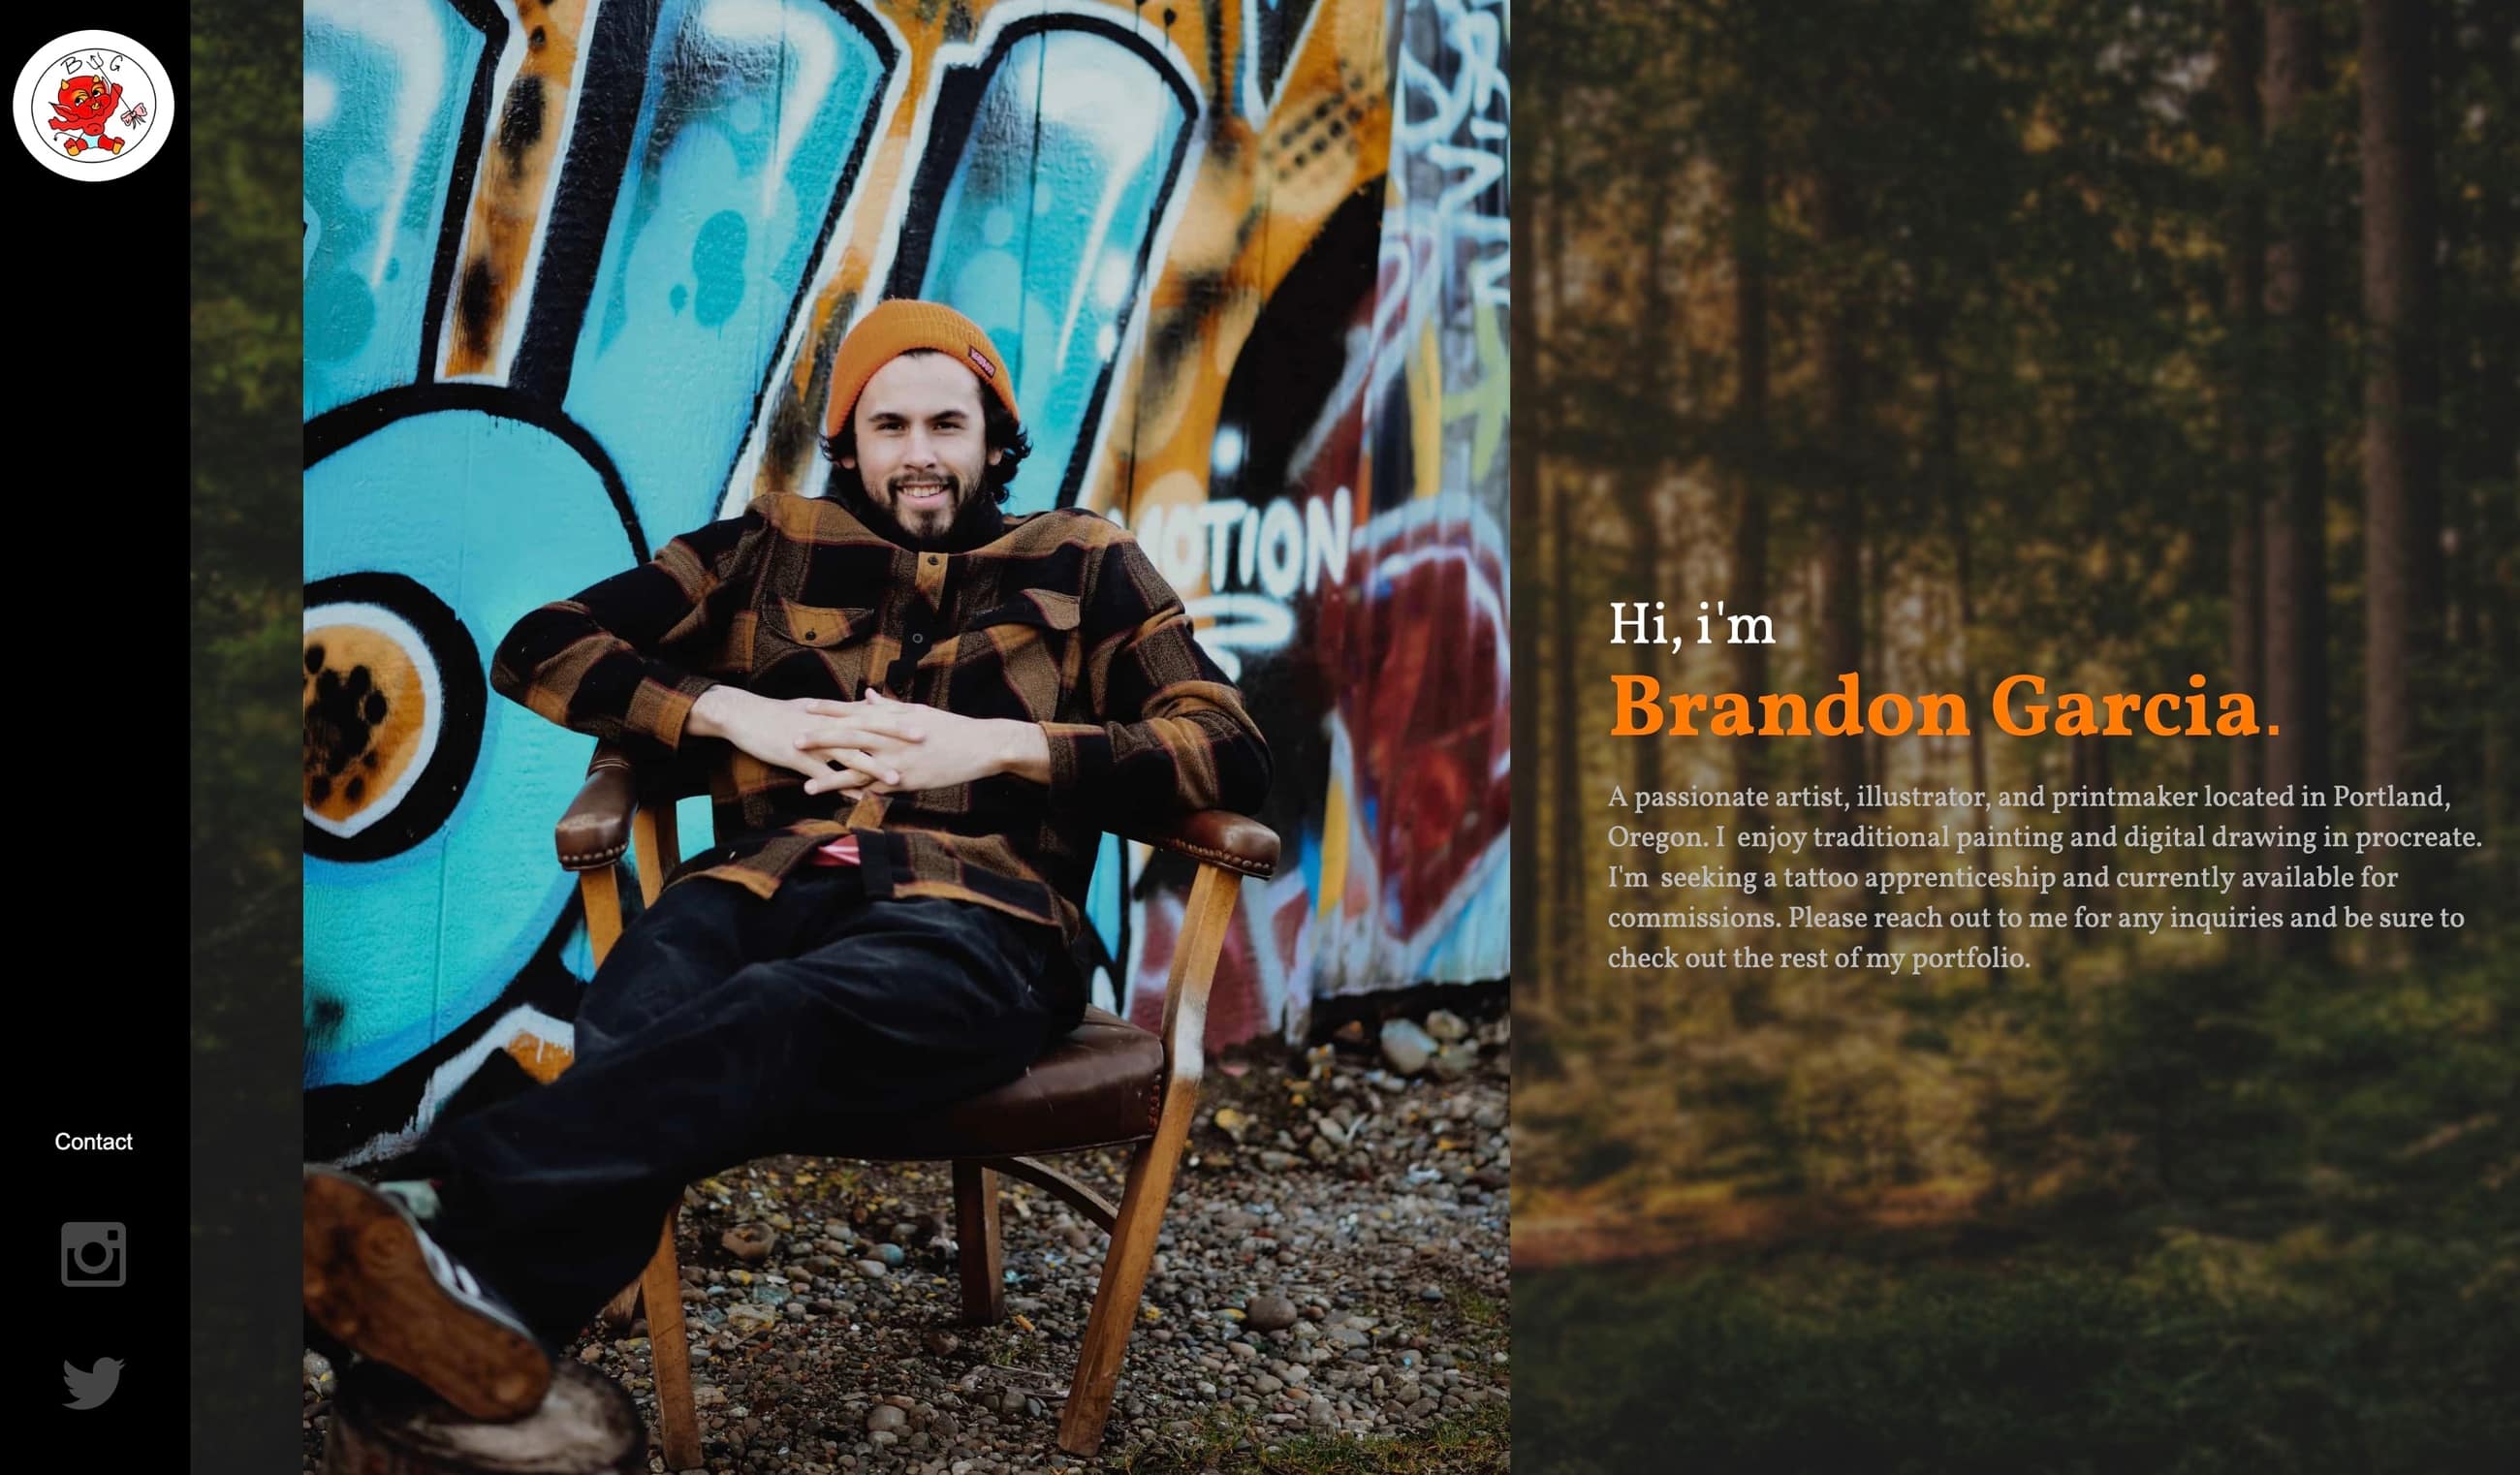 B G
Contact
OTION
Hi, i'm
Brandon Garcia.
A passionate artist, illustrator, and printmaker located in Portland,
Oregon. I  enjoy traditional painting and digital drawing in procreate.
I'm  seeking a tattoo apprenticeship and currently available for
commissions. Please reach out to me for any inquiries and be sure to
check out the rest of my portfolio.